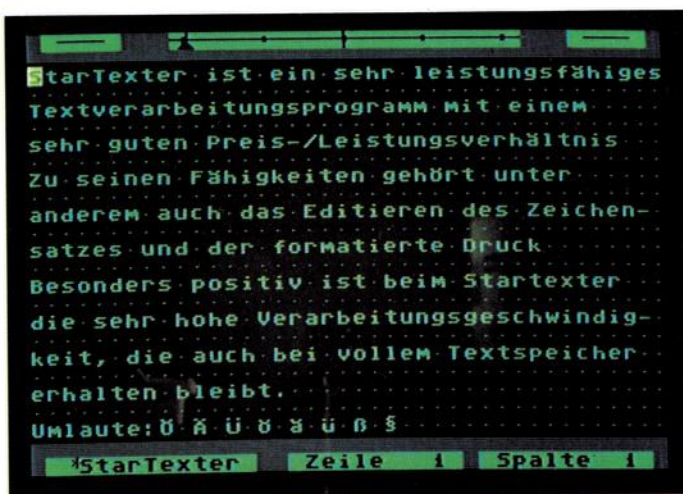 StarTexter ist ein sehr leistungsfähiges
Textverarbeitungsprogramm mit einem
sehr guten Preis-/Leistungsverhältnis
Zu seinen Fähigkeiten gehört unter
anderem auch das Editieren des Zeichen-
satzes und der formatierte Druck
Besonders positiv ist beim Startexter
die sehr hohe Verarbeitungsgeschwindig-
keit, die auch bei vollem Textspeicher
erhalten bleibt.
Umlaute:Ö Ä Ü ö ä ü ß §
*StarTexter Zeile 1 Spalte 1